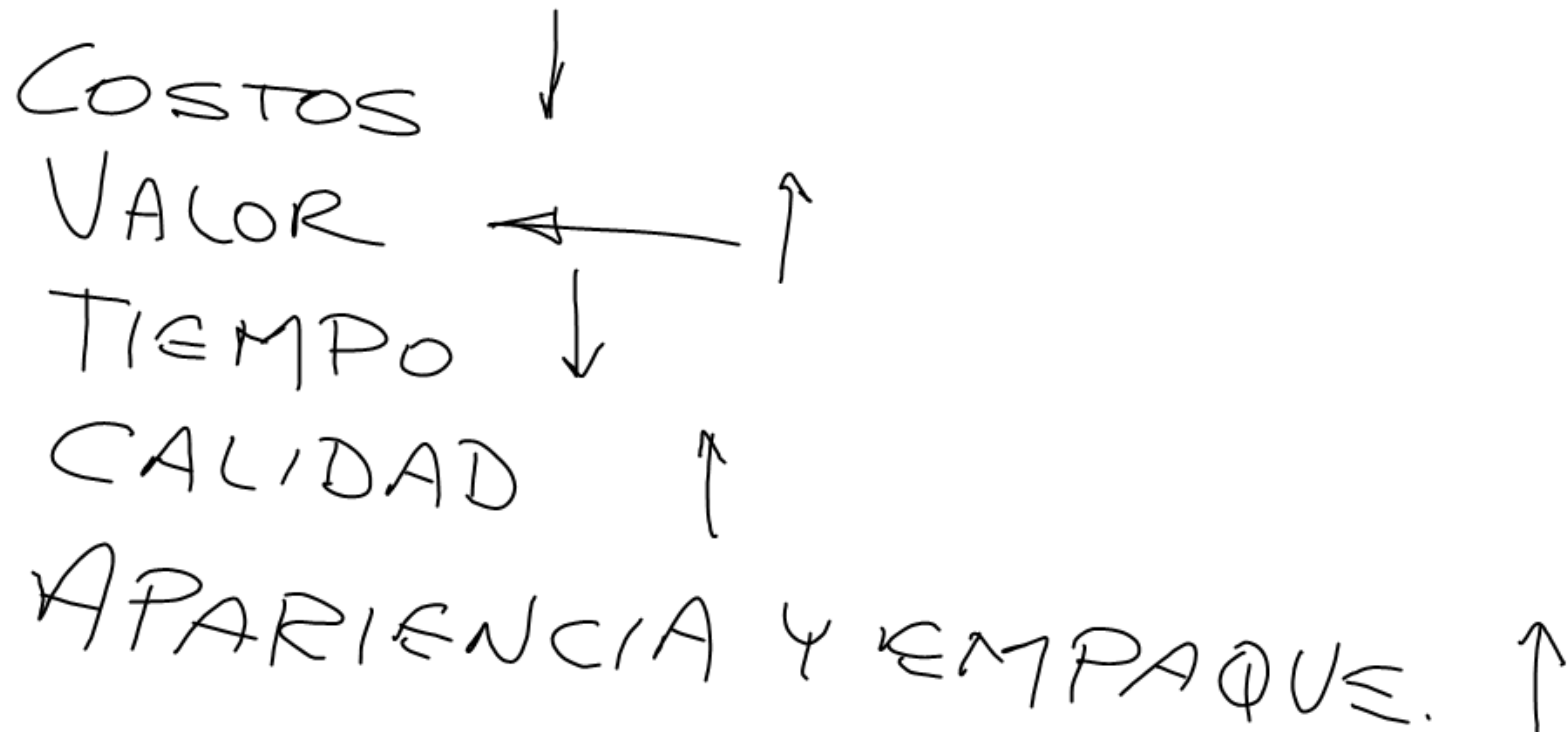 COSTOS ↓
VALOR ← ↑
TIEMPO ↓
CALIDAD ↑
APARIENCIA Y EMPAQUE. ↑